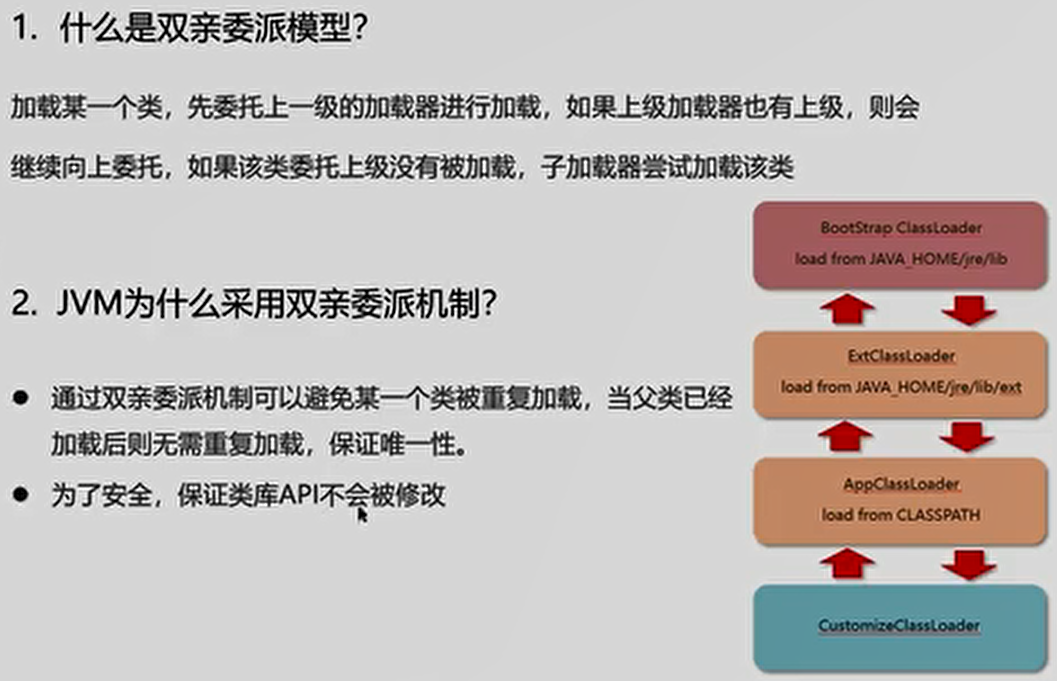 1. 什么是双亲委派模型？
加载某一个类，先委托上一级的加载器进行加载，如果上级加载器也有上级，则会
继续向上委托，如果该类委托上级没有被加载，子加载器尝试加载该类
2. JVM为什么采用双亲委派机制？
● 通过双亲委派机制可以避免某一个类被重复加载，当父类已经
加载后则无需重复加载，保证唯一性。
● 为了安全，保证类库API不会被修改
BootStrap ClassLoader
load from JAVA_HOME/jre/lib
ExtClassLoader
load from JAVA_HOME/jre/lib/ext
AppClassLoader
load from CLASSPATH
CustomizeClassLoader